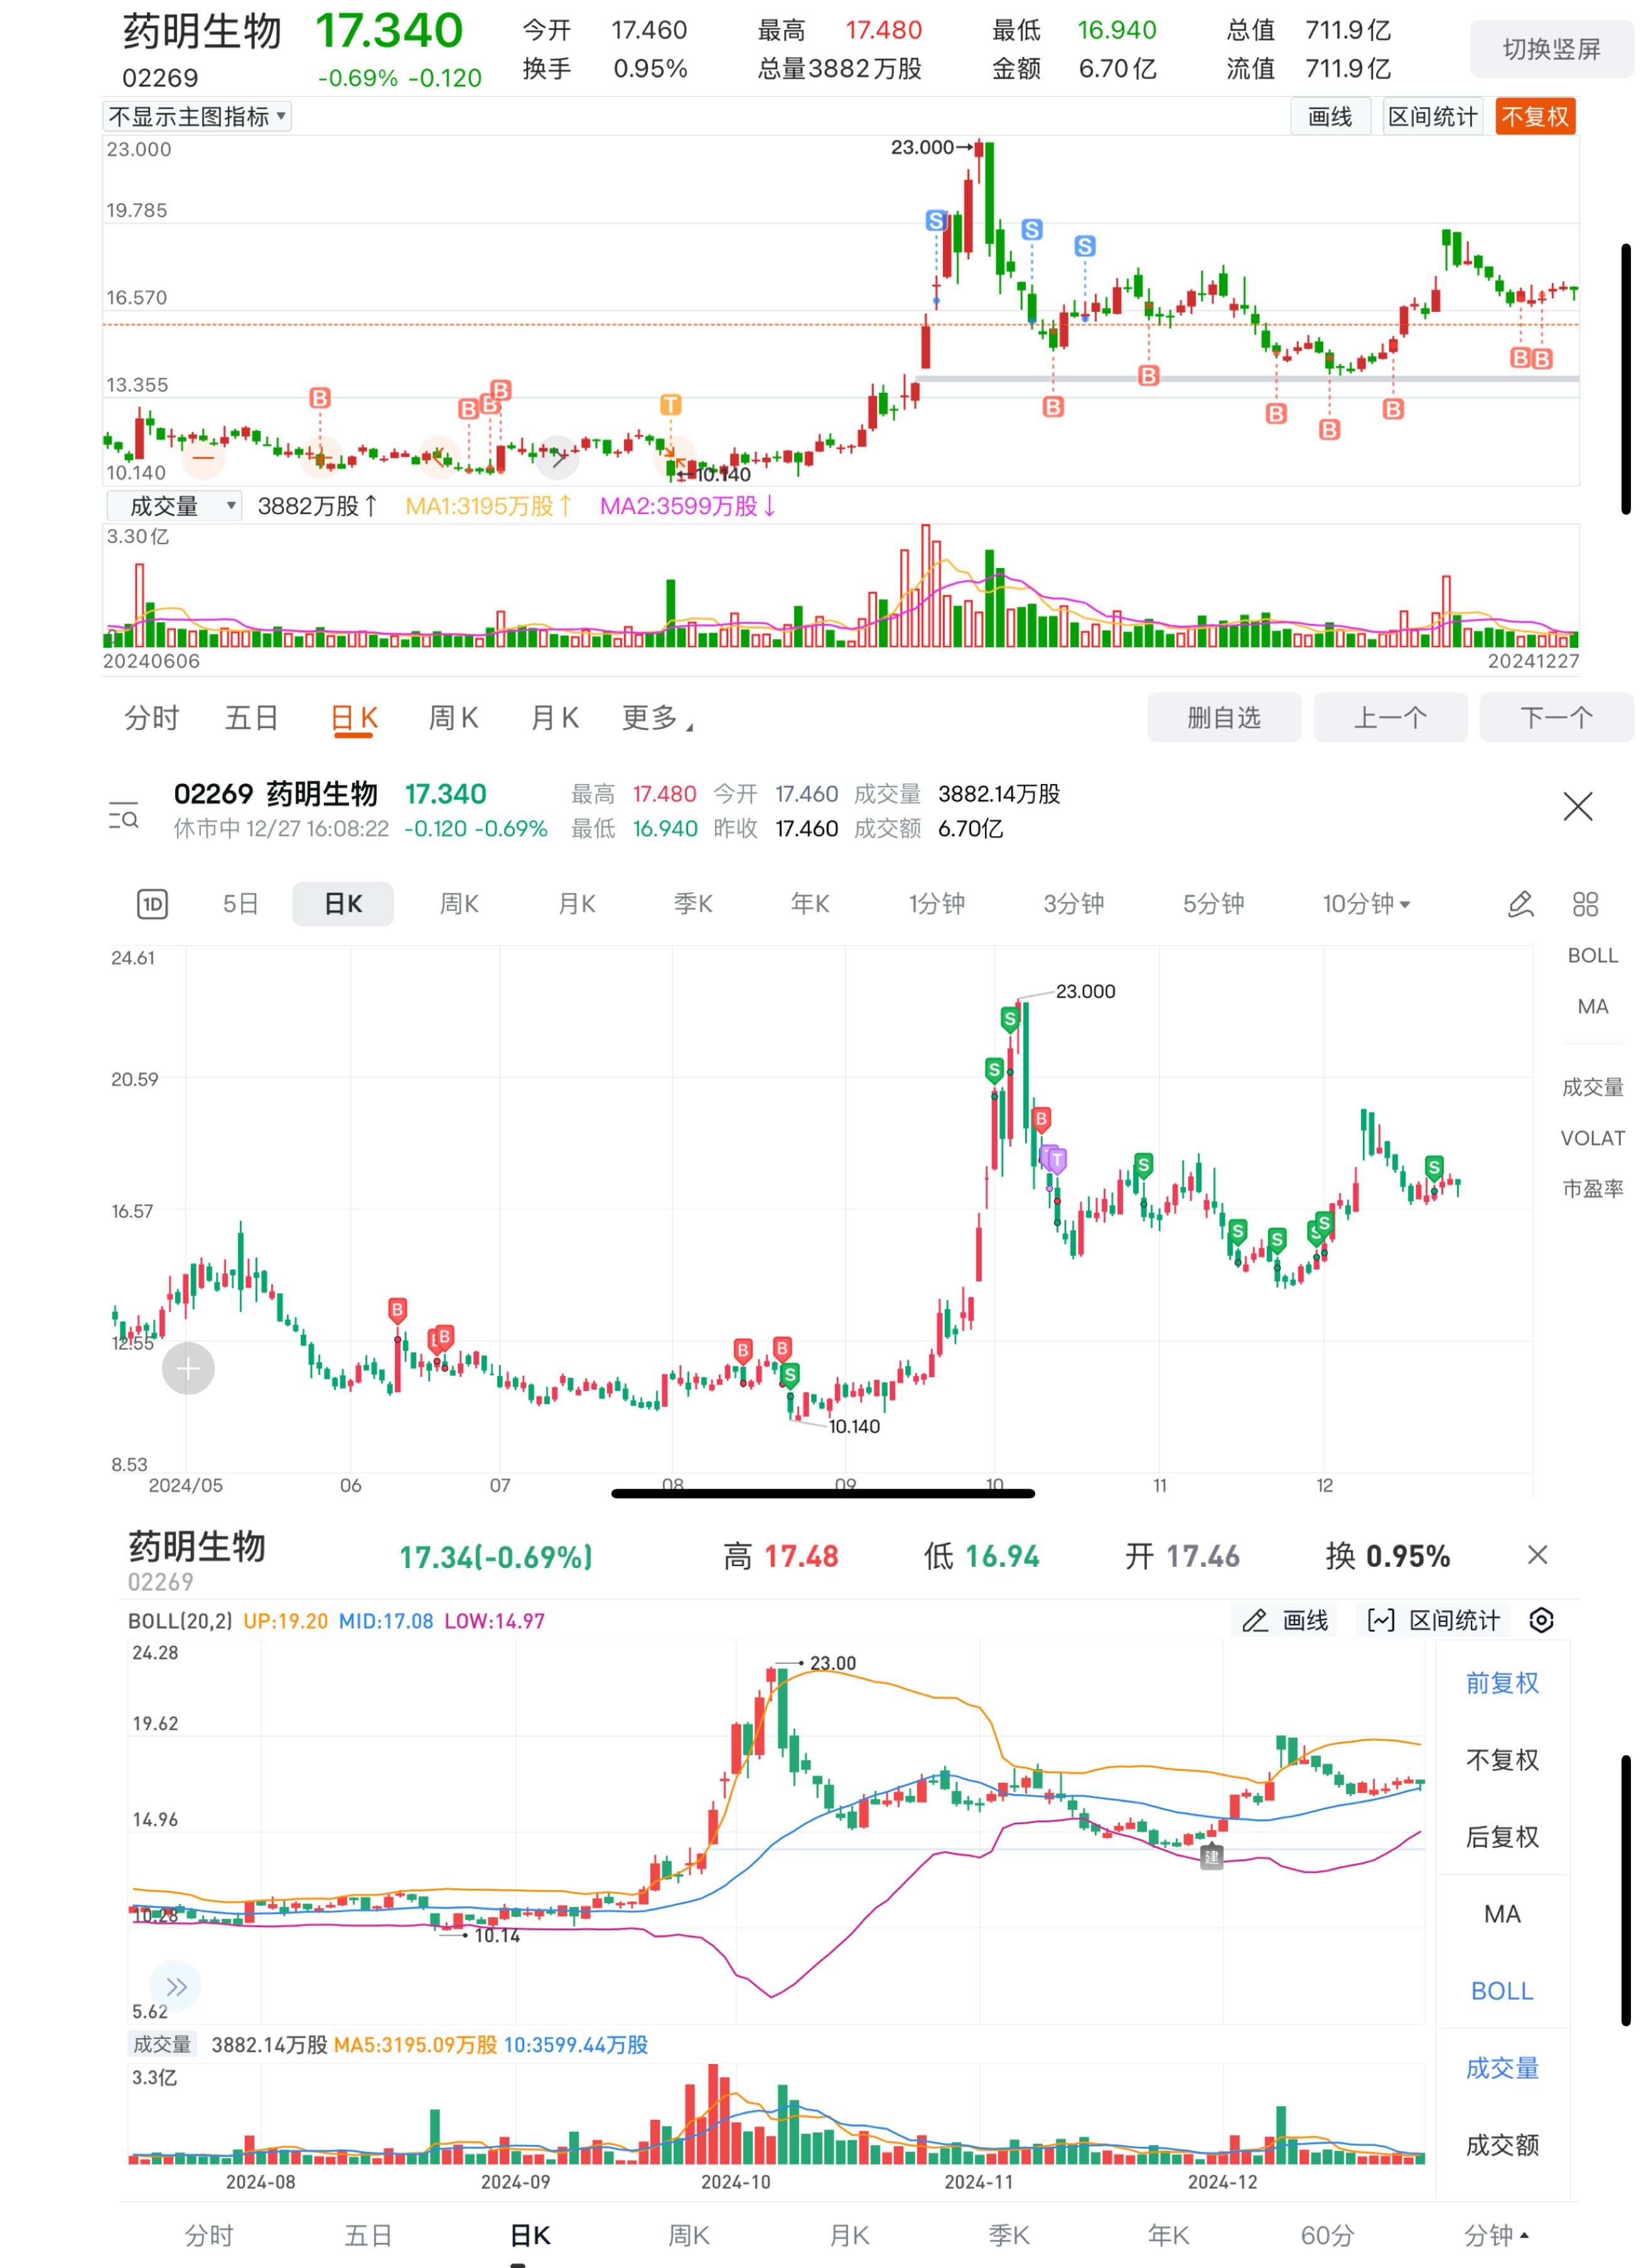 药明生物 17.340 今开 17.460 最高 17.480 最低 16.940 总值 711.9亿 切换竖屏
02269 -0.69% -0.120 换手 0.95% 总量3882万股 金额 6.70亿 流值 711.9亿
不显示主图指标 画线 区间统计 不复权
23.000
23.000
19.785
S
S
S
16.570
B B
13.355
B
B
B
B
B
T
B
B
B
B
10.140
10.140
成交量 3882万股↑ MA1:3195万股↑ MA2:3599万股↓
3.30亿
20240606 20241227
分时 五日 日K 周K 月K 更多 删自选 上一个 下一个
02269 药明生物 17.340 最高 17.480 今开 17.460 成交量 3882.14万股
休市中 12/27 16:08:22 -0.120 -0.69% 最低 16.940 昨收 17.460 成交额 6.70亿
1D 5日 日K 周K 月K 季K 年K 1分钟 3分钟 5分钟 10分钟
24.61 BOLL
23.000
MA
S
S
20.59 成交量
B
VOLAT
T
S
S
16.57 市盈率
S
S
S
B
B
B
B
12.55
S
10.140
8.53
2024/05 06 07 08 09 10 11 12
药明生物 17.34(-0.69%) 高 17.48 低 16.94 开 17.46 换 0.95%
02269
BOLL(20,2) UP:19.20 MID:17.08 LOW:14.97 画线 区间统计
24.28
23.00
前复权
19.62
不复权
14.96
后复权
建
10.28
MA
10.14
BOLL
5.62
成交量 3882.14万股 MA5:3195.09万股 10:3599.44万股
3.3亿
成交量
成交额
2024-08 2024-09 2024-10 2024-11 2024-12
分时 五日 日K 周K 月K 季K 年K 60分 分钟